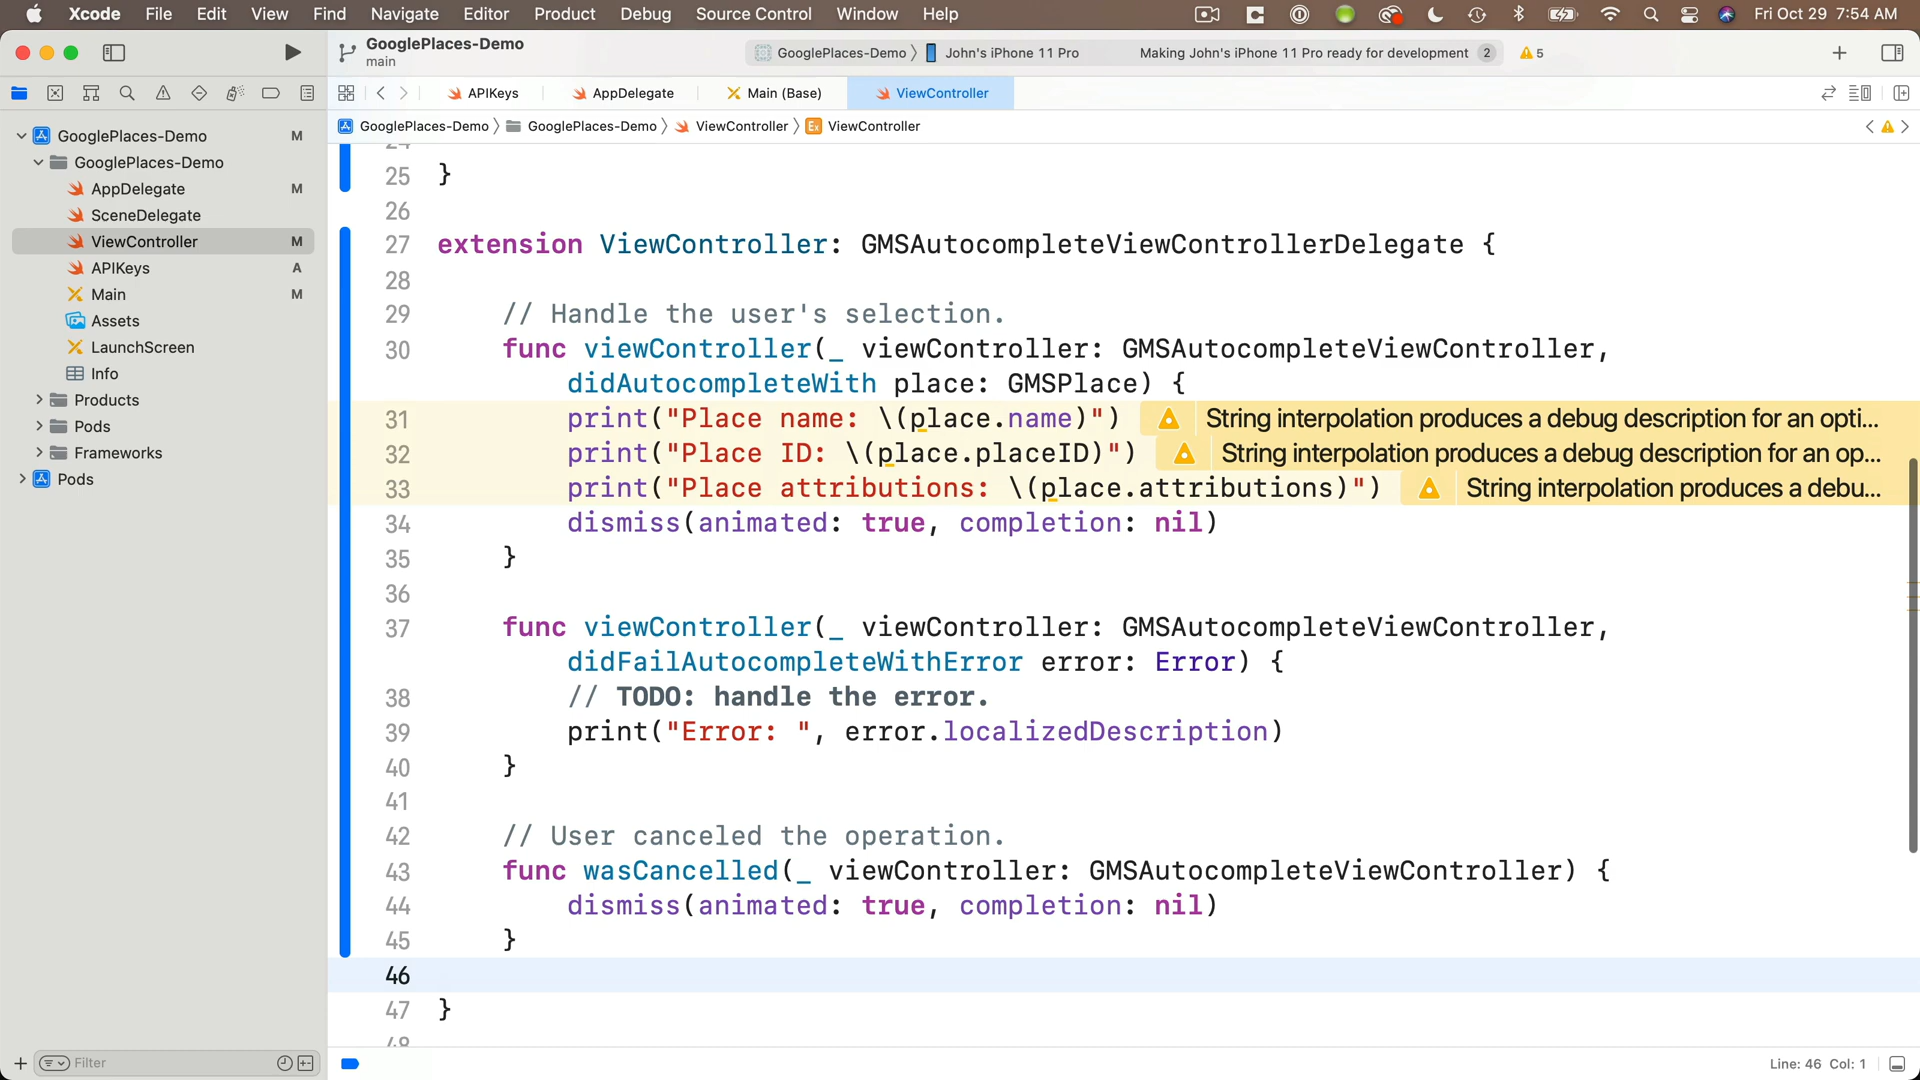 Xcode File Edit View Find Navigate Editor Product Debug Source Control Window Help Fri Oct 29 7:54 AM
GooglePlaces-Demo
main
GooglePlaces-Demo John's iPhone 11 Pro Making John's iPhone 11 Pro ready for development 2 5
APIKeys AppDelegate Main (Base) ViewController
GooglePlaces-Demo GooglePlaces-Demo ViewController Ex ViewController
GooglePlaces-Demo M
GooglePlaces-Demo
AppDelegate M
SceneDelegate
ViewController M
APIKeys A
Main M
Assets
LaunchScreen
Info
Products
Pods
Frameworks
Pods
Filter
24
25 }
26
27 extension ViewController: GMSAutocompleteViewControllerDelegate {
28
29 // Handle the user's selection.
30 func viewController(_ viewController: GMSAutocompleteViewController,
didAutocompleteWith place: GMSPlace) {
31 print("Place name: \(place.name)") String interpolation produces a debug description for an opti...
32 print("Place ID: \(place.placeID)") String interpolation produces a debug description for an op...
33 print("Place attributions: \(place.attributions)") String interpolation produces a debu...
34 dismiss(animated: true, completion: nil)
35 }
36
37 func viewController(_ viewController: GMSAutocompleteViewController,
didFailAutocompleteWithError error: Error) {
38 // TODO: handle the error.
39 print("Error: ", error.localizedDescription)
40 }
41
42 // User canceled the operation.
43 func wasCancelled(_ viewController: GMSAutocompleteViewController) {
44 dismiss(animated: true, completion: nil)
45 }
46
47 }
48
Line: 46 Col: 1